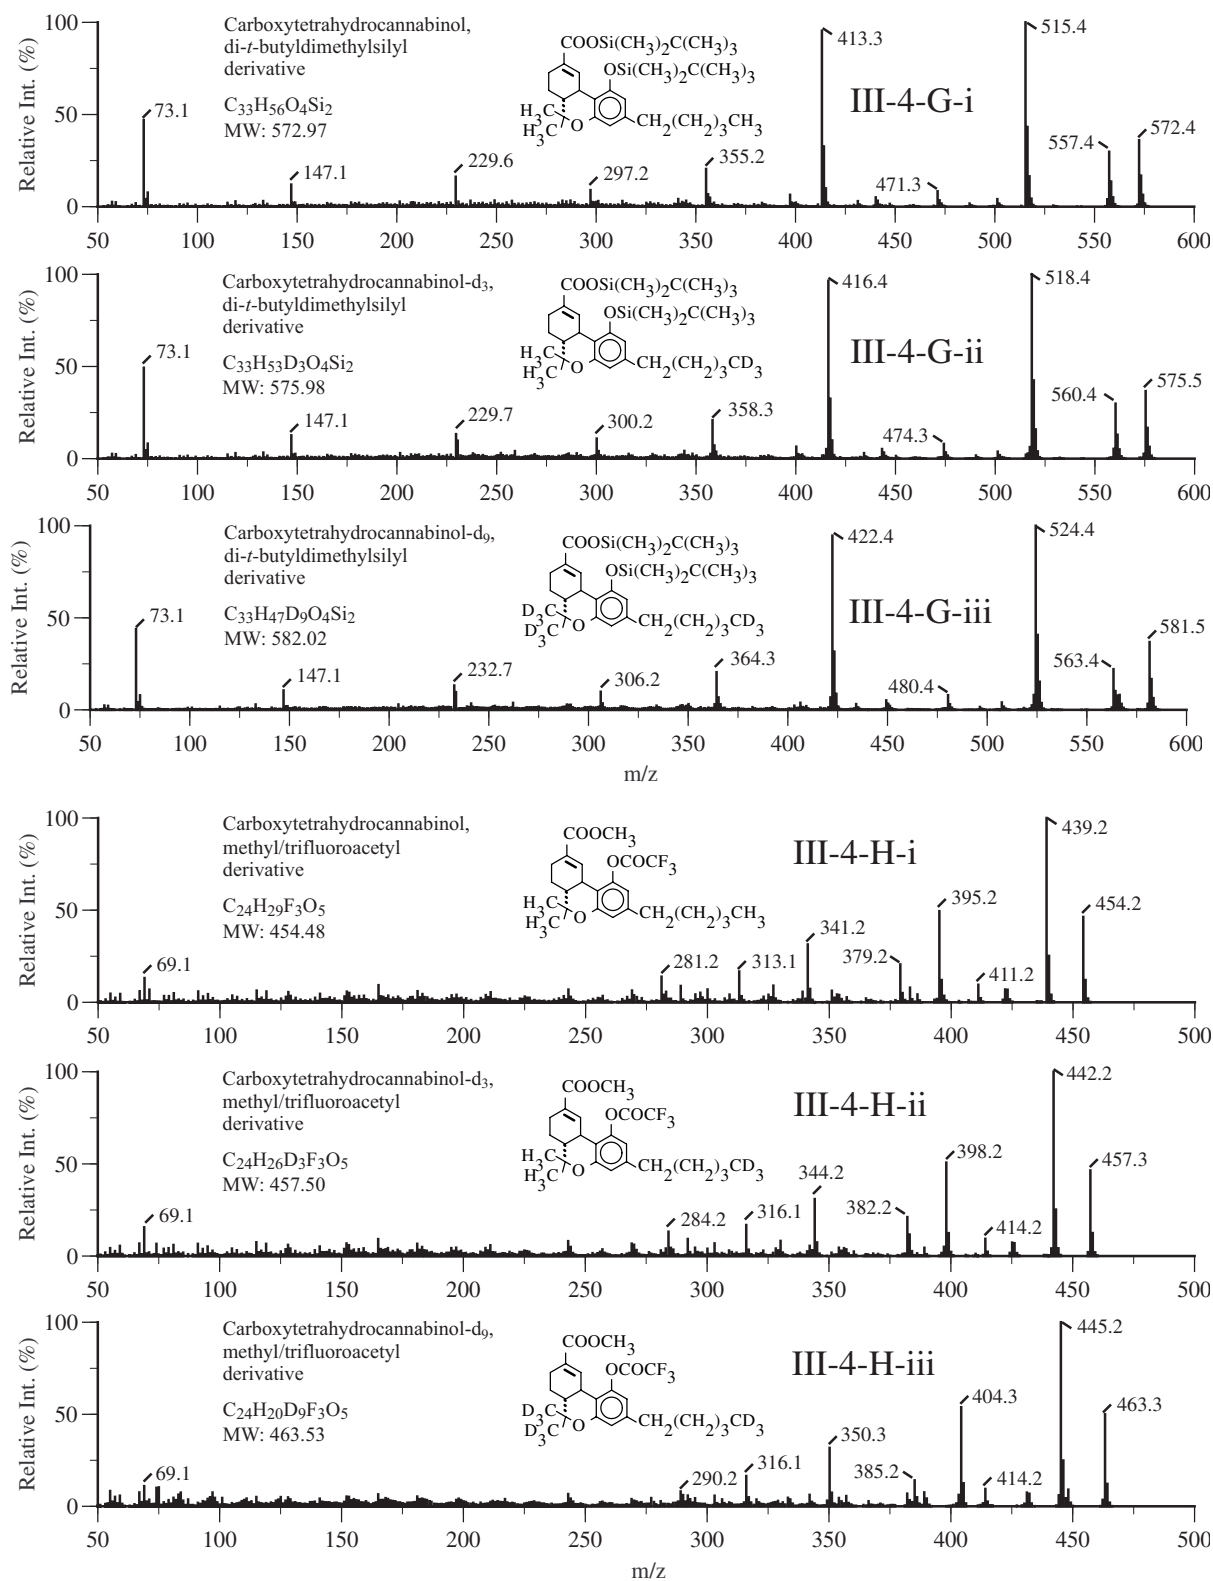 100
50
0
Relative Int. (%)
Carboxytetrahydrocannabinol,
di-t-butyldimethylsilyl
derivative
C33H56O4Si2
MW: 572.97
COOSi(CH3)2C(CH3)3
OSi(CH3)2C(CH3)3
H3C
H3C
O
CH2(CH2)3CH3
III-4-G-i
73.1
147.1
229.6
297.2
355.2
413.3
471.3
515.4
557.4
572.4
50 100 150 200 250 300 350 400 450 500 550 600
100
50
0
Relative Int. (%)
Carboxytetrahydrocannabinol-d3,
di-t-butyldimethylsilyl
derivative
C33H53D3O4Si2
MW: 575.98
COOSi(CH3)2C(CH3)3
OSi(CH3)2C(CH3)3
H3C
H3C
O
CH2(CH2)3CD3
III-4-G-ii
73.1
147.1
229.7
300.2
358.3
416.4
474.3
518.4
560.4
575.5
50 100 150 200 250 300 350 400 450 500 550 600
100
50
0
Relative Int. (%)
Carboxytetrahydrocannabinol-d9,
di-t-butyldimethylsilyl
derivative
C33H47D9O4Si2
MW: 582.02
COOSi(CH3)2C(CH3)3
OSi(CH3)2C(CH3)3
D3C
D3C
O
CH2(CH2)3CD3
III-4-G-iii
73.1
147.1
232.7
306.2
364.3
422.4
480.4
524.4
563.4
581.5
50 100 150 200 250 300 350 400 450 500 550 600
m/z
100
50
0
Relative Int. (%)
Carboxytetrahydrocannabinol,
methyl/trifluoroacetyl
derivative
C24H29F3O5
MW: 454.48
COOCH3
OCOCF3
H3C
H3C
O
CH2(CH2)3CH3
III-4-H-i
69.1
281.2
313.1
341.2
379.2
395.2
411.2
439.2
454.2
50 100 150 200 250 300 350 400 450 500
100
50
0
Relative Int. (%)
Carboxytetrahydrocannabinol-d3,
methyl/trifluoroacetyl
derivative
C24H26D3F3O5
MW: 457.50
COOCH3
OCOCF3
H3C
H3C
O
CH2(CH2)3CD3
III-4-H-ii
69.1
284.2
316.1
344.2
382.2
398.2
414.2
442.2
457.3
50 100 150 200 250 300 350 400 450 500
100
50
0
Relative Int. (%)
Carboxytetrahydrocannabinol-d9,
methyl/trifluoroacetyl
derivative
C24H20D9F3O5
MW: 463.53
COOCH3
OCOCF3
D3C
D3C
O
CH2(CH2)3CD3
III-4-H-iii
69.1
290.2
316.1
350.3
385.2
404.3
414.2
445.2
463.3
50 100 150 200 250 300 350 400 450 500
m/z